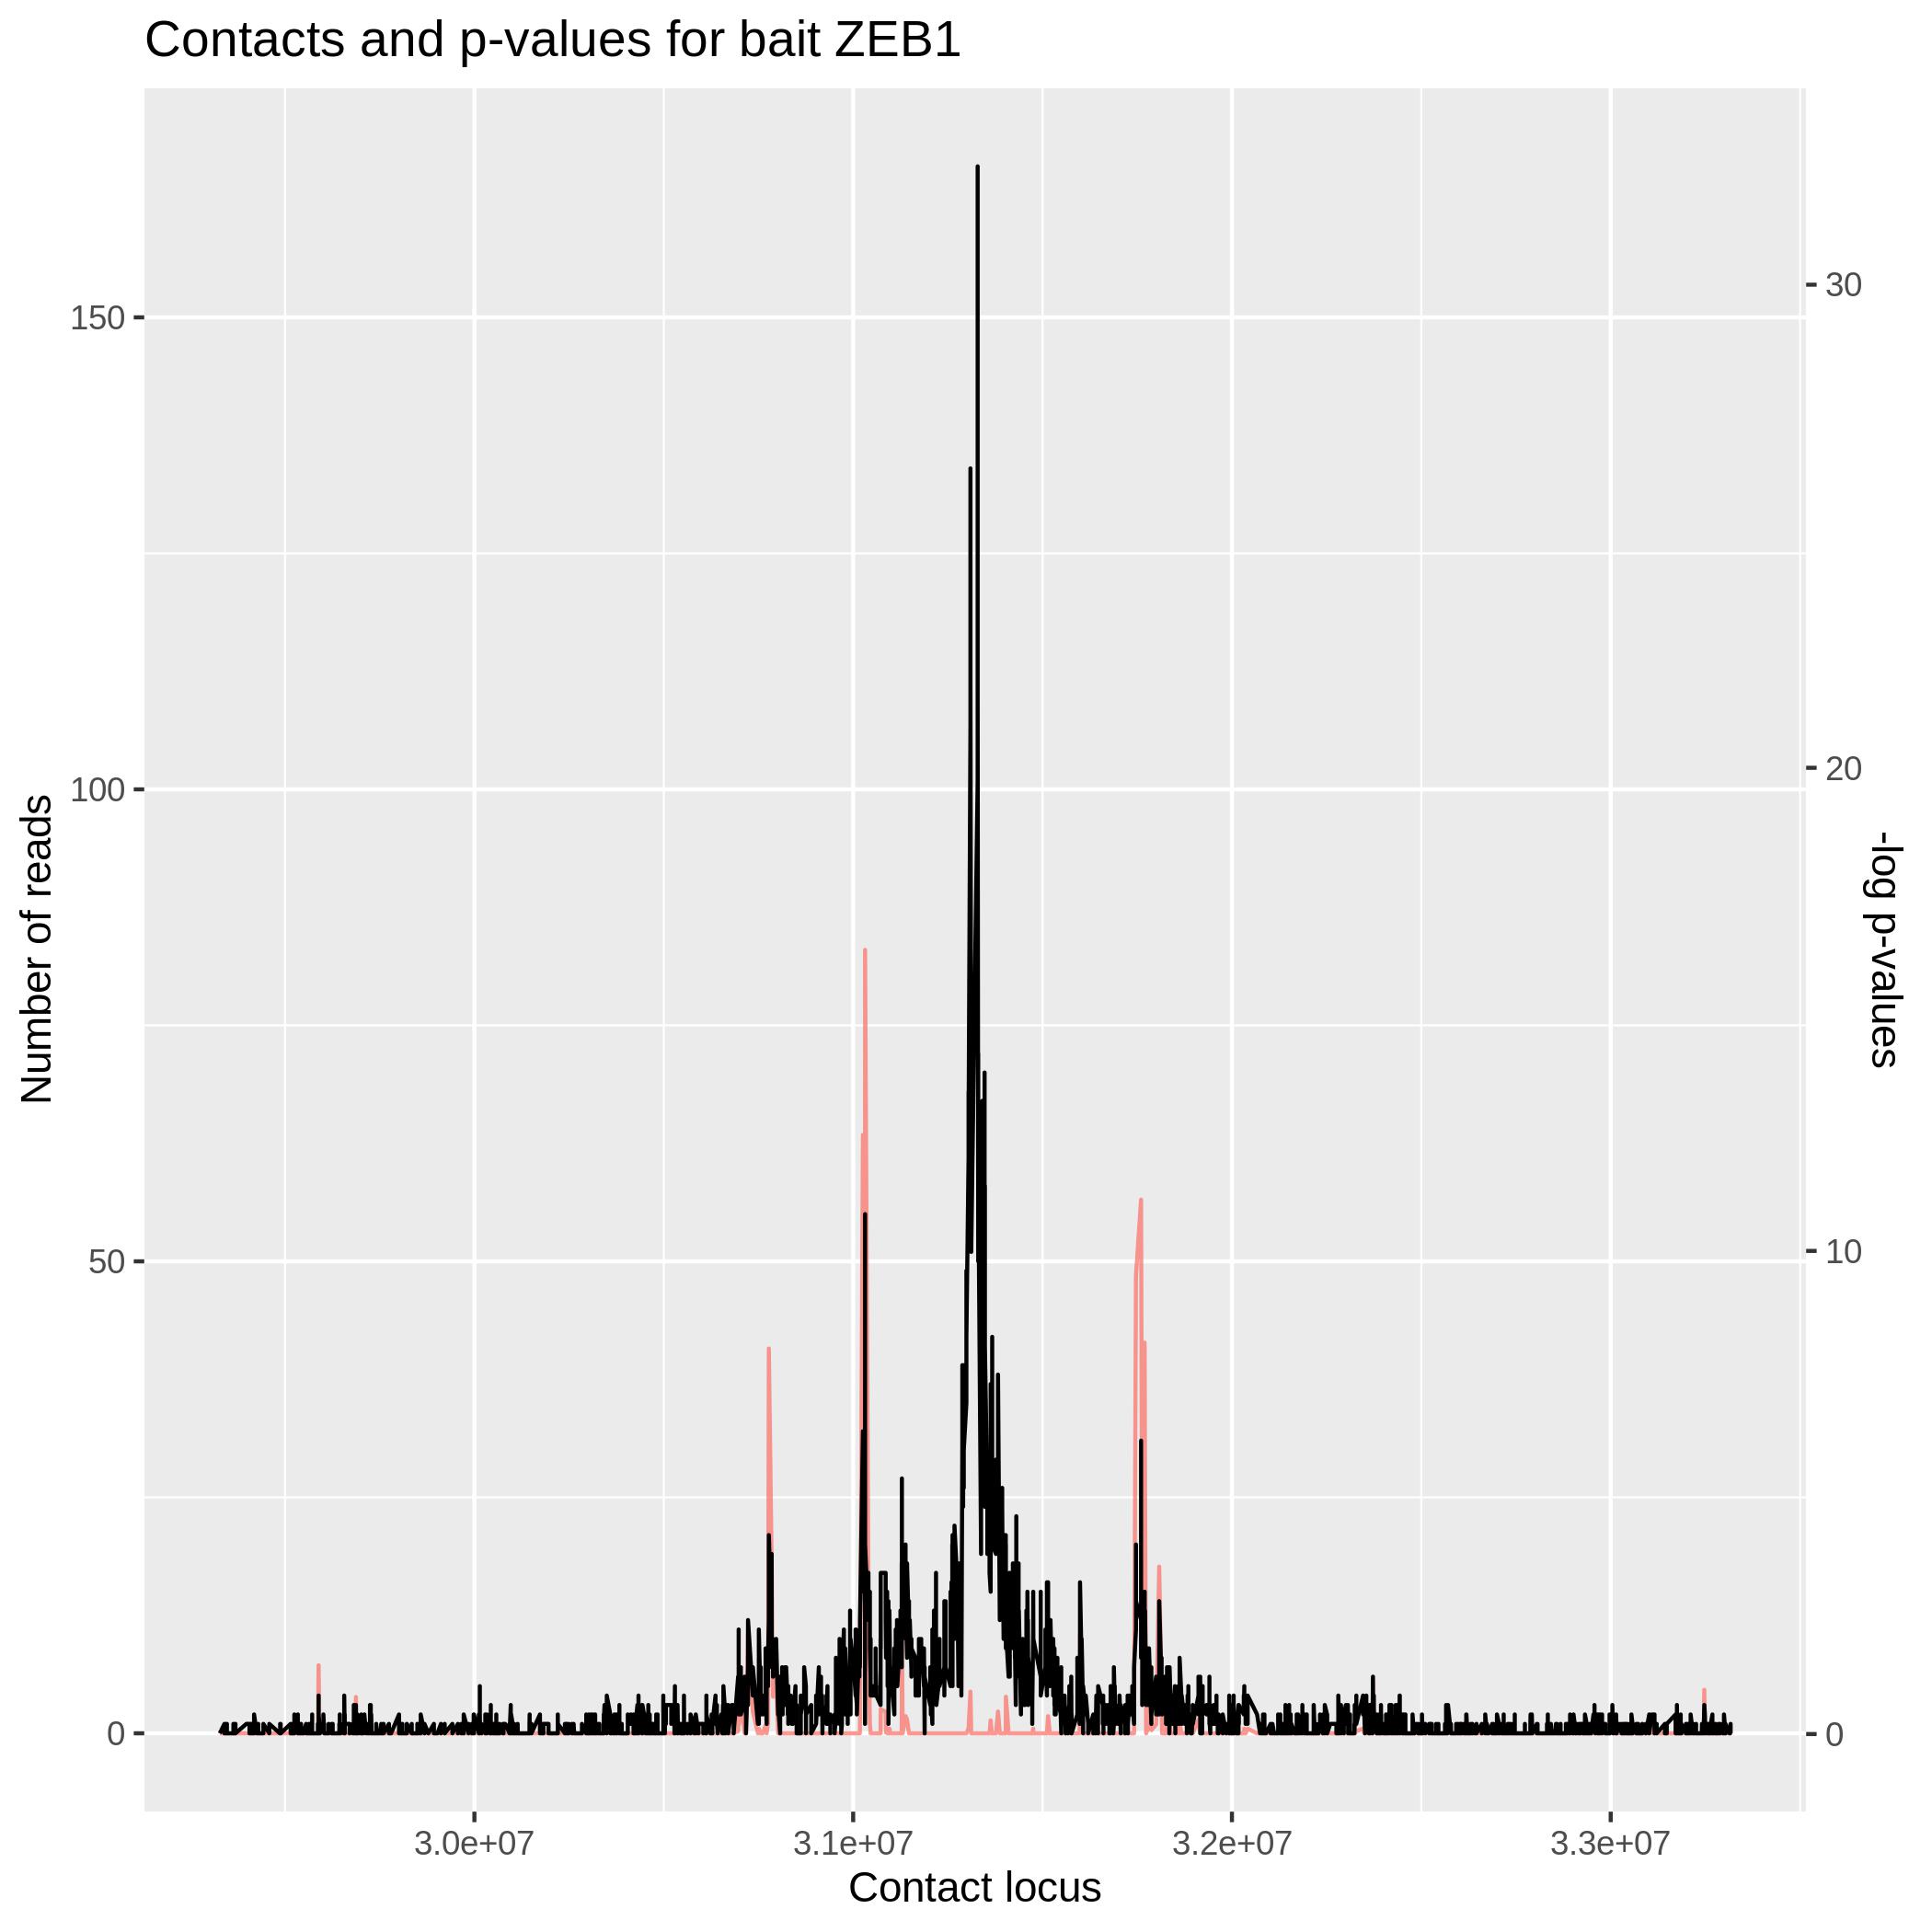 Contacts and p-values for bait ZEB1
150
100
50
0
30
20
10
0
Number of reads
-log p-values
3.0e+07
3.1e+07
3.2e+07
3.3e+07
Contact locus